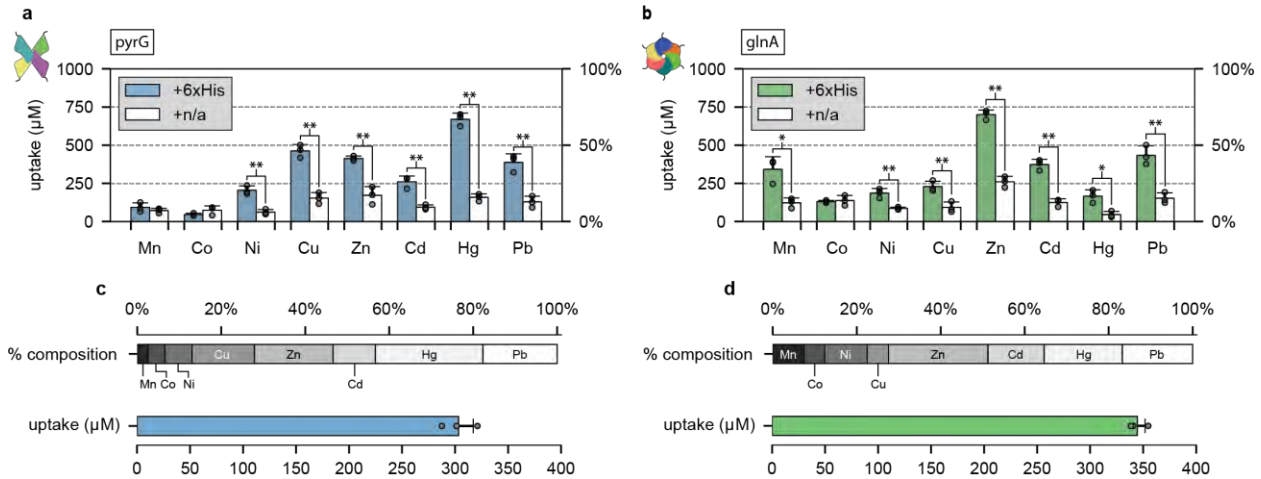 a
pyrG
1000
750
500
250
0
uptake (µM)
+6xHis
+n/a
**
**
**
**
**
**
100%
50%
0%
Mn Co Ni Cu Zn Cd Hg Pb
b
glnA
1000
750
500
250
0
uptake (µM)
+6xHis
+n/a
*
**
**
**
**
*
**
100%
50%
0%
Mn Co Ni Cu Zn Cd Hg Pb
c
0% 20% 40% 60% 80% 100%
% composition
Cu Zn Hg Pb
Mn Co Ni Cd
uptake (µM)
0 50 100 150 200 250 300 350 400
d
0% 20% 40% 60% 80% 100%
% composition
Mn Ni Zn Cd Hg Pb
Co Cu
uptake (µM)
0 50 100 150 200 250 300 350 400